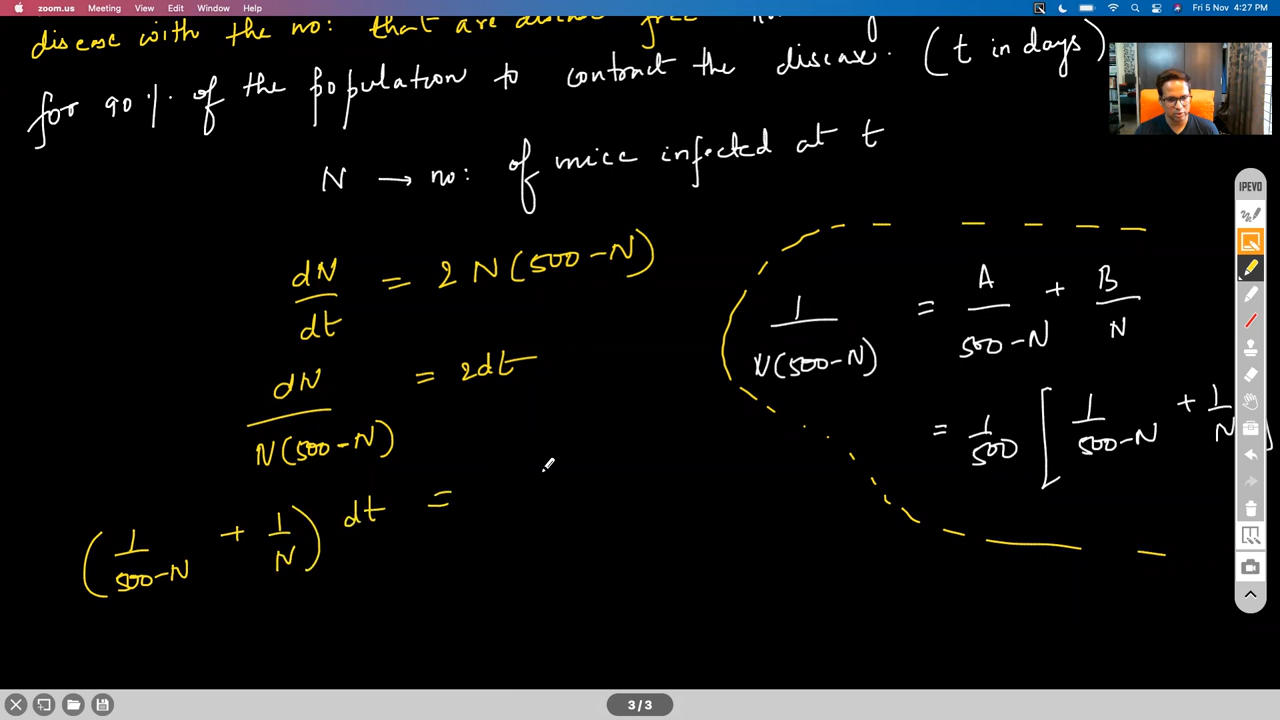 zoom.us Meeting View Edit Window Help Fri 5 Nov 4:27 PM
disease with the no: that are disease free
for 90% of the population to contract the disease. (t in days)
N → no: of mice infected at t
dN/dt = 2N(500-N)
dN/N(500-N) = 2dt
(1/500-N + 1/N) dt =
1/N(500-N) = A/500-N + B/N
= 1/500 [1/500-N + 1/N]
IPEVO
3/3